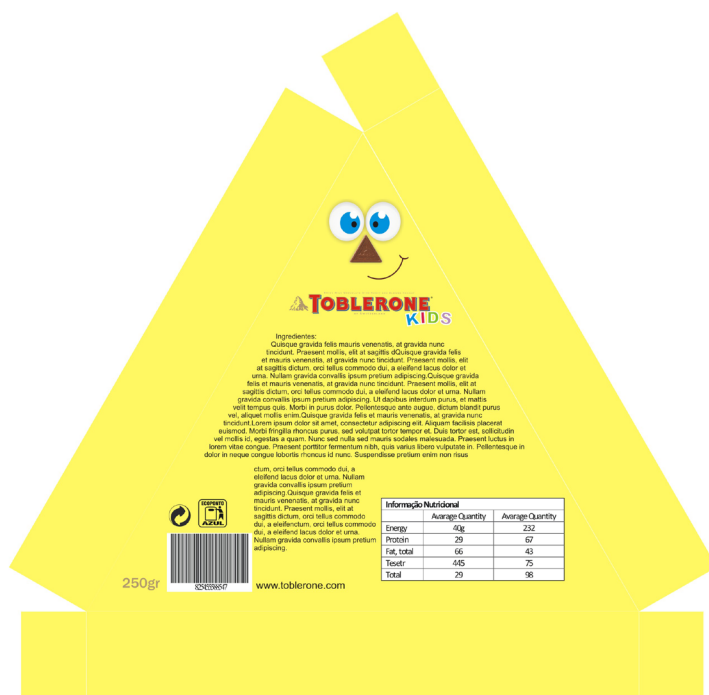 TOBLERONE
KIDS
Ingredientes:
Quisque gravida felis mauris venenatis, at gravida nunc
tincidunt. Praesent mollis, elit at sagittis dQuisque gravida felis
et mauris venenatis, at gravida nunc tincidunt. Praesent mollis, elit
at sagittis dictum, orci tellus commodo dui, a eleifend lacus dolor et
urna. Nullam gravida convallis ipsum pretium adipiscing.Quisque gravida
felis et mauris venenatis, at gravida nunc tincidunt. Praesent mollis, elit at
sagittis dictum, orci tellus commodo dui, a eleifend lacus dolor et urna. Nullam
gravida convallis ipsum pretium adipiscing. Ut dapibus interdum purus, et mattis
velit tempus quis. Morbi in purus dolor. Pellentesque ante augue, dictum blandit purus
vel, aliquet mollis enim.Quisque gravida felis et mauris venenatis, at gravida nunc
tincidunt.Lorem ipsum dolor sit amet, consectetur adipiscing elit. Aliquam facilisis placerat
euismod. Morbi fringilla rhoncus purus, sed volutpat tortor tempor et. Duis tortor est, sollicitudin
vel mollis id, egestas a quam. Nunc sed nulla sed mauris sodales malesuada. Praesent luctus in
lorem vitae congue. Praesent porttitor fermentum nibh, quis varius libero vulputate in. Pellentesque in
dolor in neque congue lobortis rhoncus id nunc. Suspendisse pretium enim non risus
ctum, orci tellus commodo dui, a
eleifend lacus dolor et urna. Nullam
gravida convallis ipsum pretium
adipiscing.Quisque gravida felis et
mauris venenatis, at gravida nunc
tincidunt. Praesent mollis, elit at
sagittis dictum, orci tellus commodo
dui, a eleifenctum, orci tellus commodo
dui, a eleifend lacus dolor et urna.
Nullam gravida convallis ipsum pretium
adipiscing.
ECOPONTO
AZUL
Informação Nutricional
Avarage Quantity Avarage Quantity
Energy 40g 232
Protein 29 67
Fat, total 66 43
Tesetr 445 75
Total 29 98
250gr
www.toblerone.com